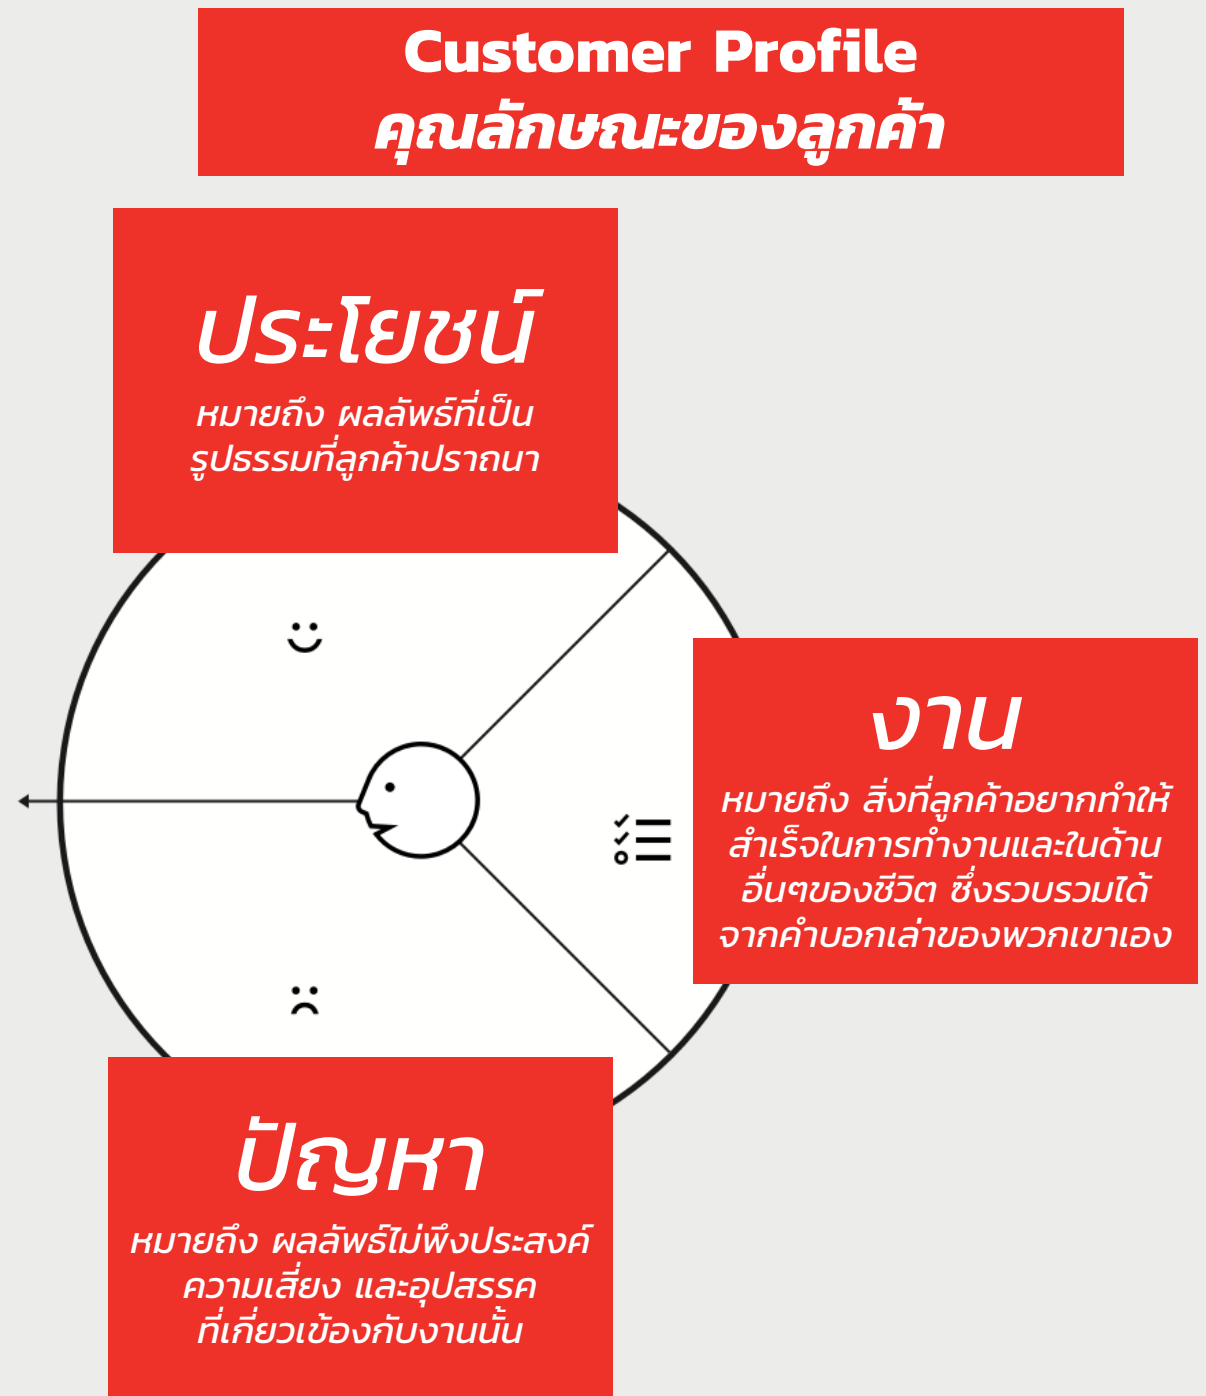 Customer Profile
คุณลักษณะของลูกค้า
ประโยชน์
หมายถึง ผลลัพธ์ที่เป็น
รูปธรรมที่ลูกค้าปราถนา
งาน
หมายถึง สิ่งที่ลูกค้าอยากทำให้
สำเร็จในการทำงานและในด้าน
อื่นๆของชีวิต ซึ่งรวบรวมได้
จากคำบอกเล่าของพวกเขาเอง
ปัญหา
หมายถึง ผลลัพธ์ไม่พึงประสงค์
ความเสี่ยง และอุปสรรค
ที่เกี่ยวเข้องกับงานนั้น